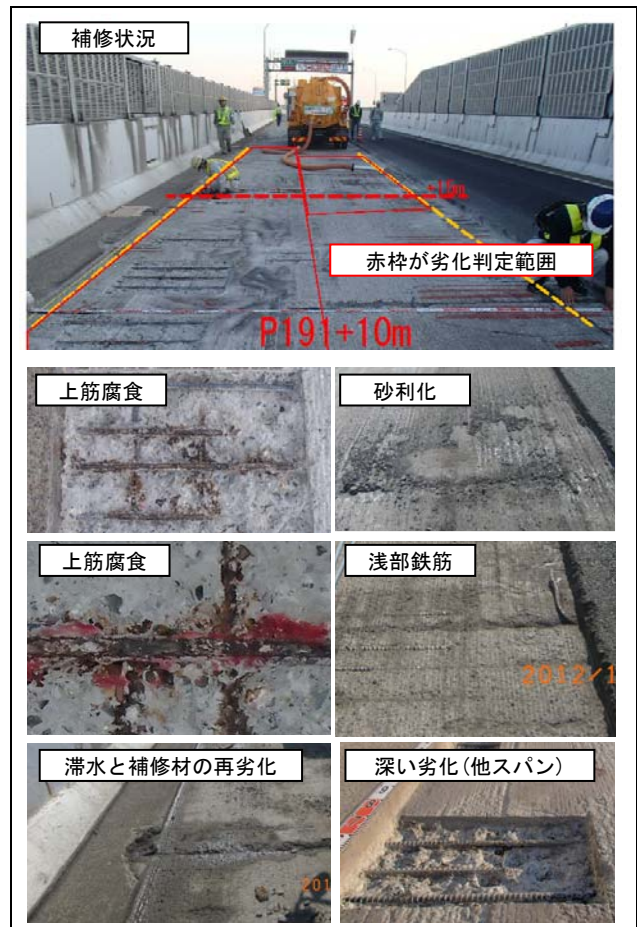 補修状況
+15m
赤枠が劣化判定範囲
P191+10m
上筋腐食
砂利化
上筋腐食
浅部鉄筋
2012/1
滞水と補修材の再劣化
201
深い劣化(他スパン)